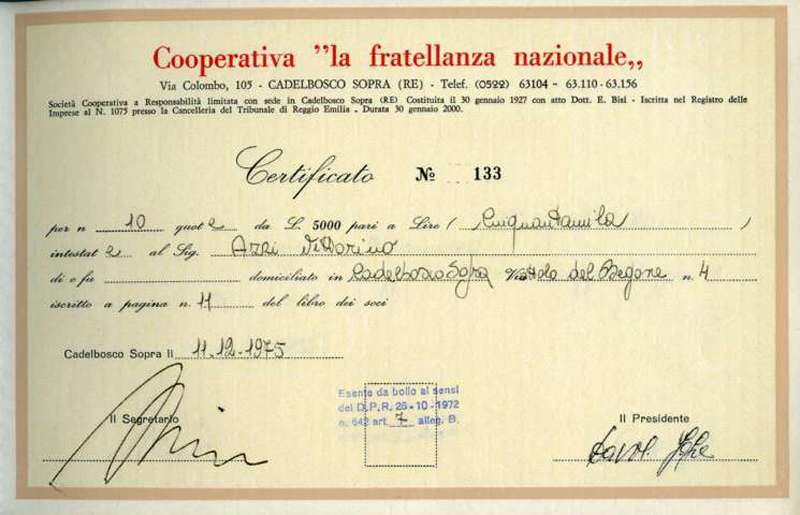 Cooperativa "la fratellanza nazionale„
Via Colombo, 105 - CADELBOSCO SOPRA (RE) - Telef. (0522) 63104 - 63.110 - 63.156
Società Cooperativa a Responsabilità limitata con sede in Cadelbosco Sopra (RE) Costituita il 30 gennaio 1927 con atto Dott. E. Bisi - Iscritta nel Registro delle
Imprese al N. 1075 presso la Cancelleria del Tribunale di Reggio Emilia - Durata 30 gennaio 2000.
Certificato № 133
per n 10 quot e da L. 5000 pari a Lire ( Cinquantamila )
intestat e al Sig. Azzi Vittorino
di o fu domiciliato in Cadelbosco Sopra Via del n. 4
iscritto a pagina n. 11 del libro dei soci
Cadelbosco Sopra lì 11.12.1975
Esente da bollo ai sensi
del D.P.R. 26-10-1972
n. 642 art. 7 alleg. B.
Il Segretario
Il Presidente